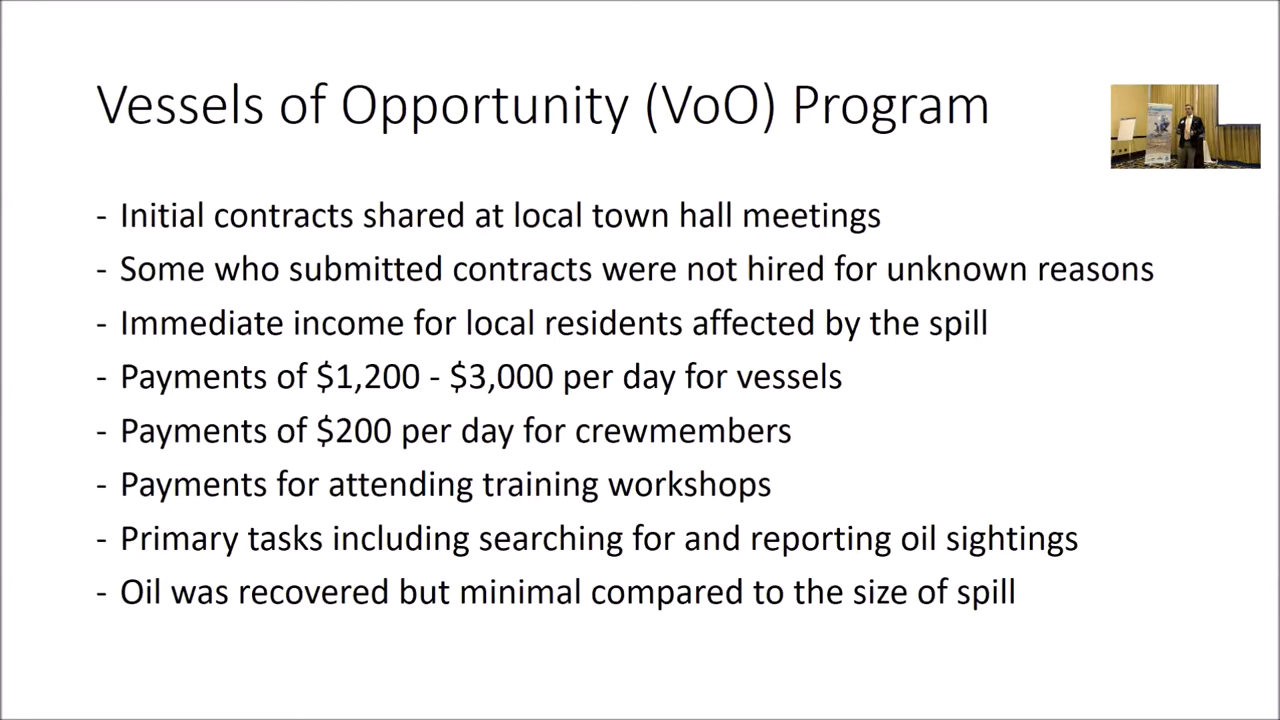 Vessels of Opportunity (VoO) Program
- Initial contracts shared at local town hall meetings
- Some who submitted contracts were not hired for unknown reasons
- Immediate income for local residents affected by the spill
- Payments of $1,200 - $3,000 per day for vessels
- Payments of $200 per day for crewmembers
- Payments for attending training workshops
- Primary tasks including searching for and reporting oil sightings
- Oil was recovered but minimal compared to the size of spill